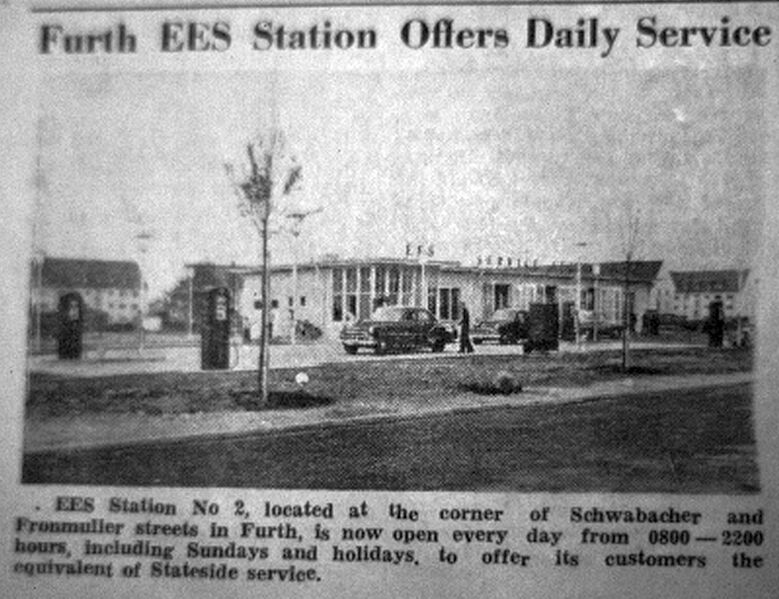 Furth EES Station Offers Daily Service
EES
SERVICE
. EES Station No 2, located at the corner of Schwabacher and
Fronmuller streets in Furth, is now open every day from 0800 — 2200
hours, including Sundays and holidays, to offer its customers the
equivalent of Stateside service.